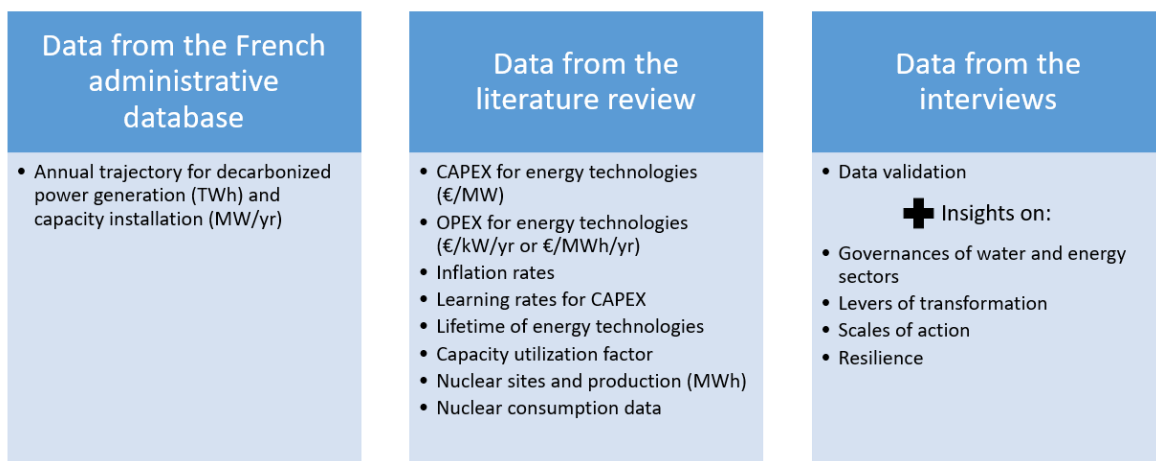 Data from the French
administrative
database
• Annual trajectory for decarbonized
power generation (TWh) and
capacity installation (MW/yr)
Data from the
literature review
• CAPEX for energy technologies
(€/MW)
• OPEX for energy technologies
(€/kW/yr or €/MWh/yr)
• Inflation rates
• Learning rates for CAPEX
• Lifetime of energy technologies
• Capacity utilization factor
• Nuclear sites and production (MWh)
• Nuclear consumption data
Data from the
interviews
• Data validation
Insights on:
• Governances of water and energy
sectors
• Levers of transformation
• Scales of action
• Resilience